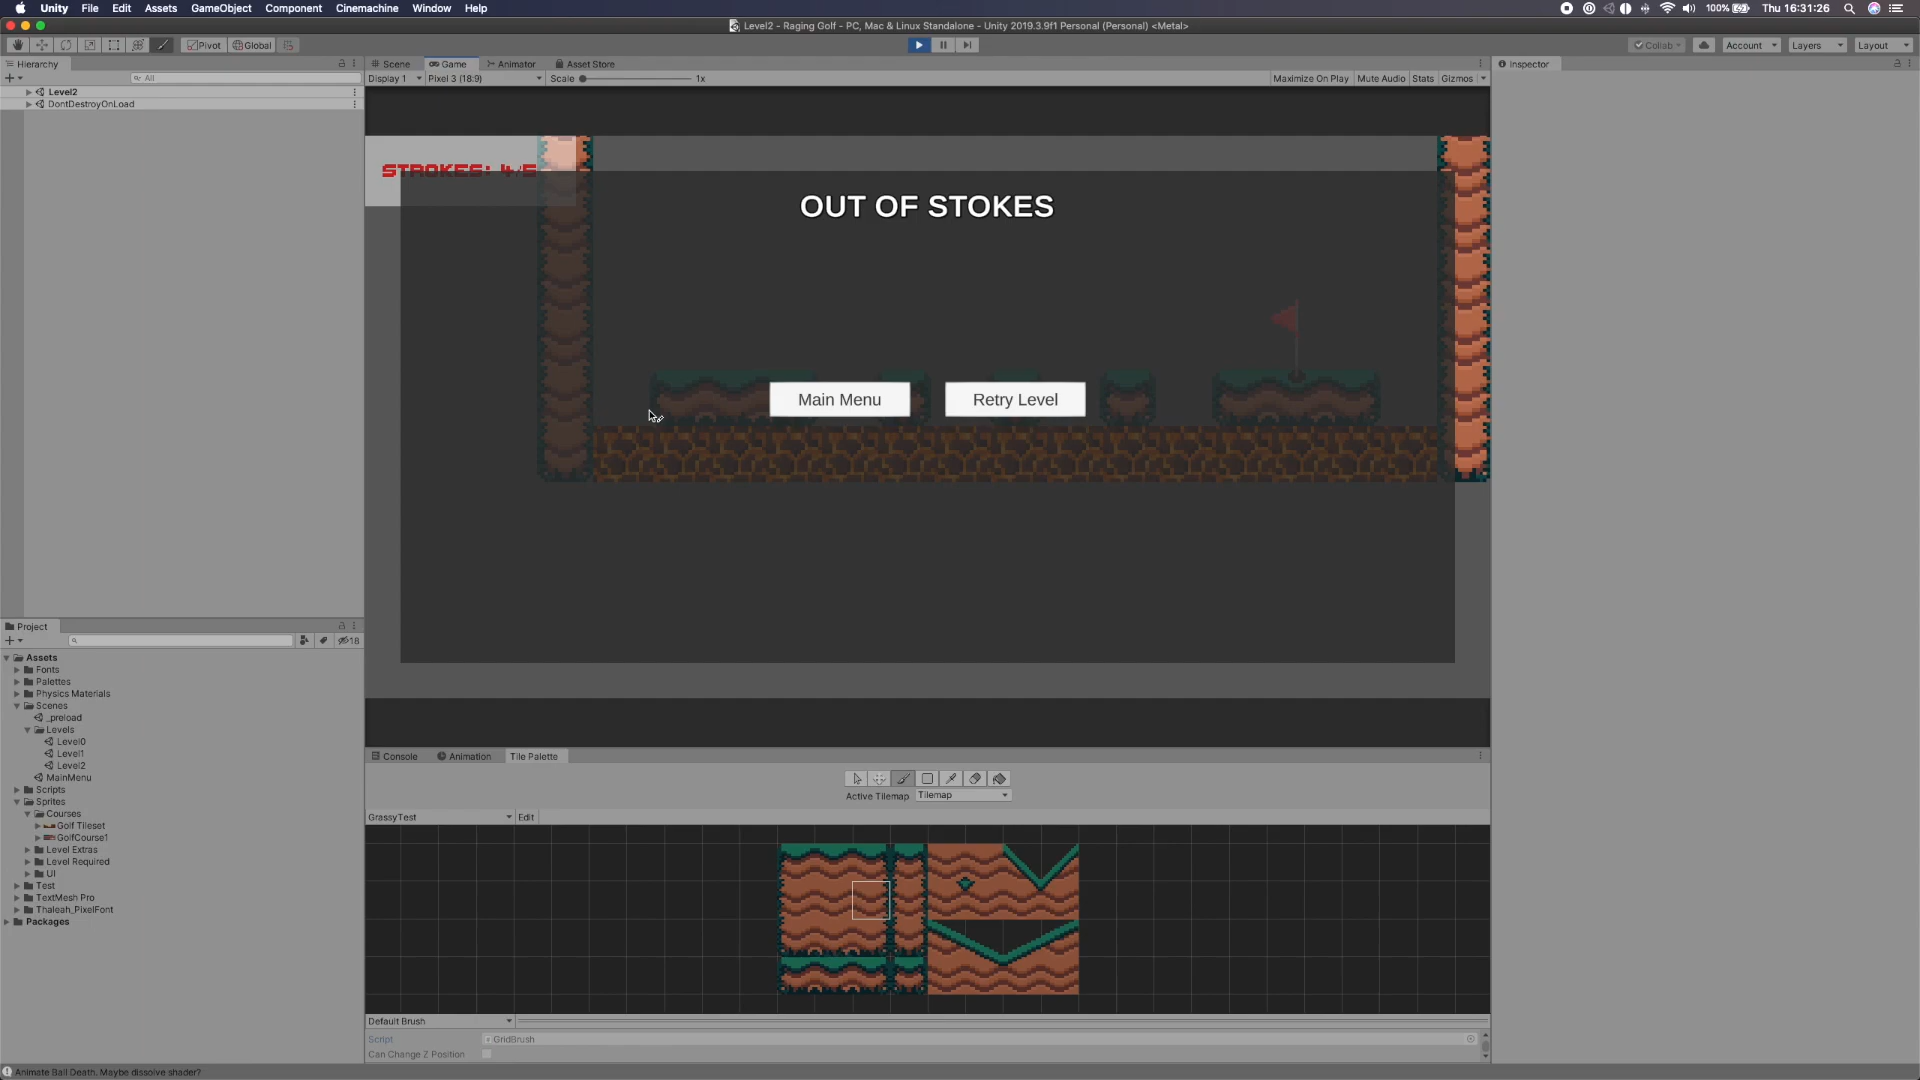 Unity File Edit Assets GameObject Component Cinemachine Window Help 100% Thu 16:31:26
Level2 - Raging Golf - PC, Mac & Linux Standalone - Unity 2019.3.9f1 Personal (Personal) <Metal>
Pivot Global Collab Account Layers Layout
Hierarchy Scene Game Animator Asset Store Inspector
All Display 1 Pixel 3 (18:9) Scale 1x Maximize On Play Mute Audio Stats Gizmos
Level2
DontDestroyOnLoad
STROKES: 4/5
OUT OF STOKES
Main Menu Retry Level
Project
18
Assets
Fonts
Palettes
Physics Materials
Scenes
_preload
Levels
Level0
Level1
Level2
MainMenu
Scripts
Sprites
Courses
Golf Tileset
GolfCourse1
Level Extras
Level Required
UI
Test
TextMesh Pro
Thaleah_PixelFont
Packages
Console Animation Tile Palette
Active Tilemap Tilemap
GrassyTest Edit
Default Brush
Script GridBrush
Can Change Z Position
Animate Ball Death. Maybe dissolve shader?